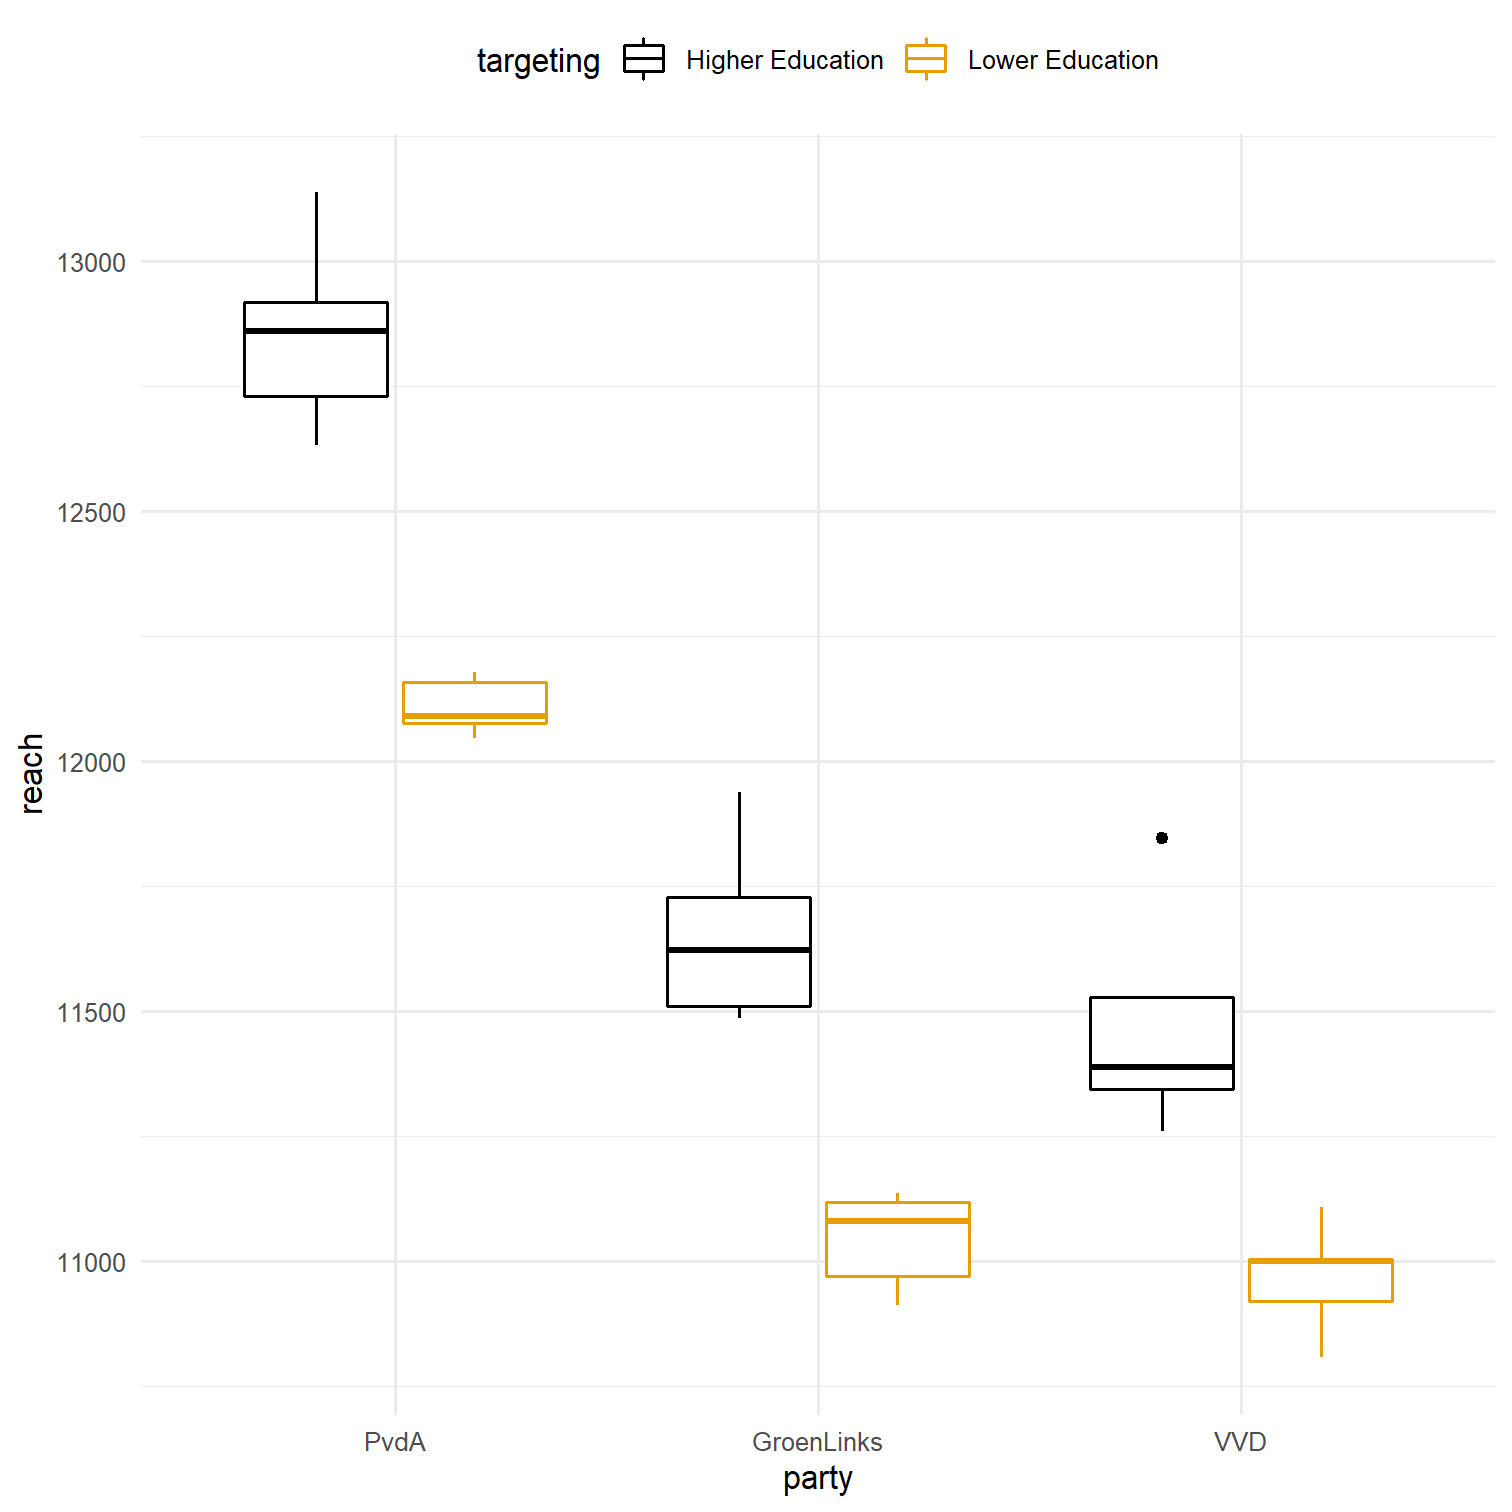 targeting Higher Education Lower Education
13000
12500
12000
11500
11000
reach
PvdA GroenLinks VVD
party